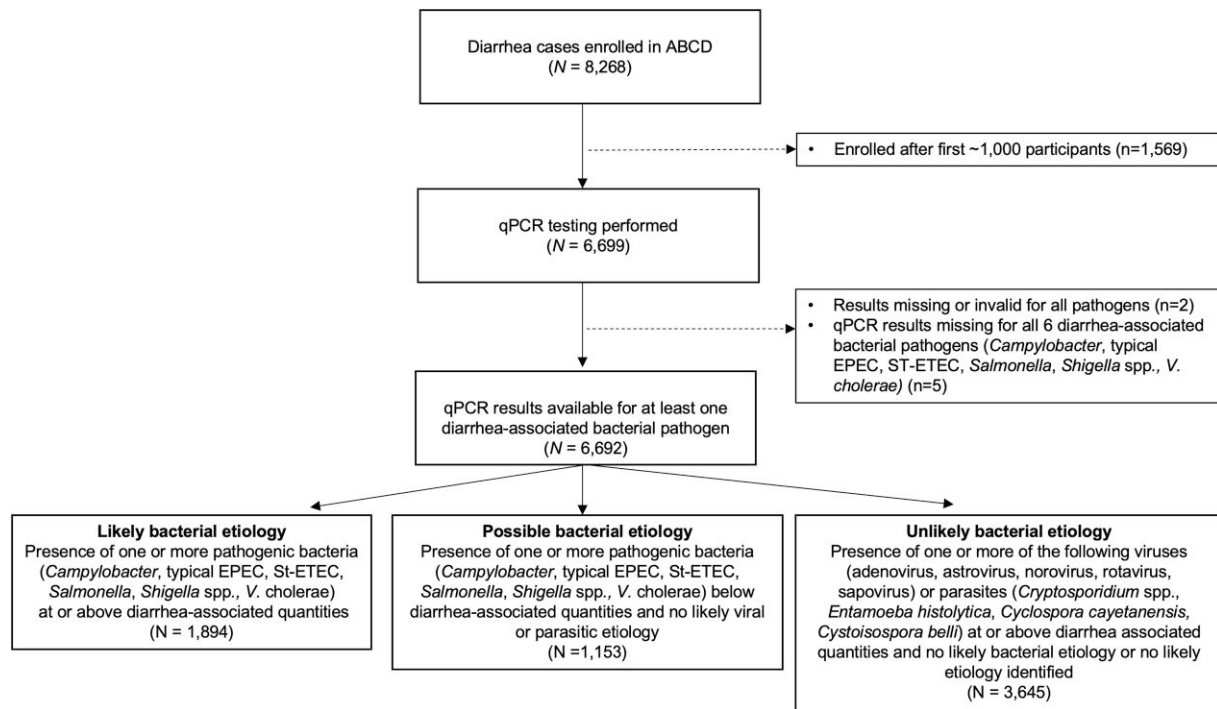 Diarrhea cases enrolled in ABCD
(N = 8,268)
• Enrolled after first ~1,000 participants (n=1,569)
qPCR testing performed
(N = 6,699)
• Results missing or invalid for all pathogens (n=2)
• qPCR results missing for all 6 diarrhea-associated
bacterial pathogens (Campylobacter, typical
EPEC, ST-ETEC, Salmonella, Shigella spp., V.
cholerae) (n=5)
qPCR results available for at least one
diarrhea-associated bacterial pathogen
(N = 6,692)
Likely bacterial etiology
Presence of one or more pathogenic bacteria
(Campylobacter, typical EPEC, St-ETEC,
Salmonella, Shigella spp., V. cholerae)
at or above diarrhea-associated quantities
(N = 1,894)
Possible bacterial etiology
Presence of one or more pathogenic bacteria
(Campylobacter, typical EPEC, St-ETEC,
Salmonella, Shigella spp., V. cholerae) below
diarrhea-associated quantities and no likely viral
or parasitic etiology
(N =1,153)
Unlikely bacterial etiology
Presence of one or more of the following viruses
(adenovirus, astrovirus, norovirus, rotavirus,
sapovirus) or parasites (Cryptosporidium spp.,
Entamoeba histolytica, Cyclospora cayetanensis,
Cystoisospora belli) at or above diarrhea associated
quantities and no likely bacterial etiology or no likely
etiology identified
(N = 3,645)